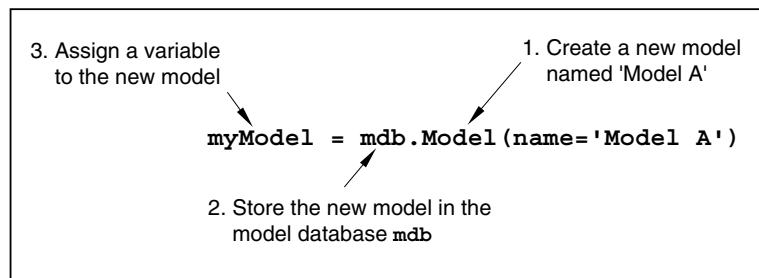 3. Assign a variable
to the new model
1. Create a new model
named 'Model A'
myModel = mdb.Model(name='Model A')
2. Store the new model in the
model database mdb